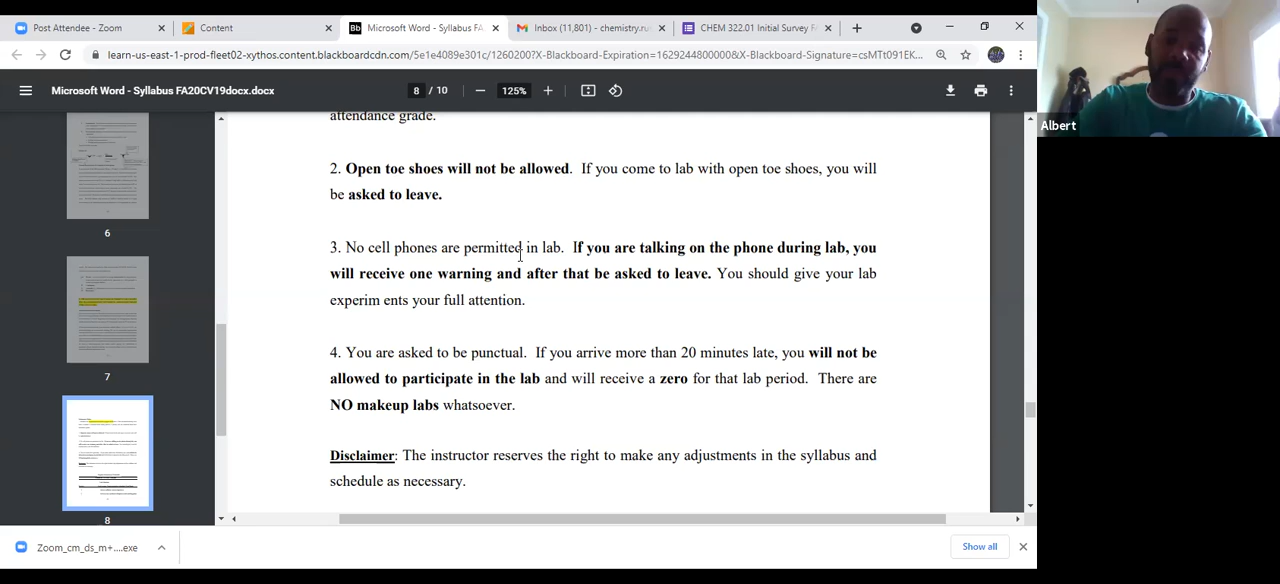 Post Attendee - Zoom
Content
Microsoft Word - Syllabus FA
Inbox (11,801) - chemistry.ru
CHEM 322.01 Initial Survey F
learn-us-east-1-prod-fleet02-xythos.content.blackboardcdn.com/5e1e4089e301c/1260200?X-Blackboard-Expiration=1629244800000&X-Blackboard-Signature=csMTt091EK...
Albert
Microsoft Word - Syllabus FA20CV19docx.docx
8 / 10
125%
attendance grade.
2. Open toe shoes will not be allowed. If you come to lab with open toe shoes, you will
be asked to leave.
3. No cell phones are permitted in lab. If you are talking on the phone during lab, you
will receive one warning and after that be asked to leave. You should give your lab
experim ents your full attention.
4. You are asked to be punctual. If you arrive more than 20 minutes late, you will not be
allowed to participate in the lab and will receive a zero for that lab period. There are
NO makeup labs whatsoever.
Disclaimer: The instructor reserves the right to make any adjustments in the syllabus and
schedule as necessary.
6
7
8
Zoom_cm_ds_m+....exe
Show all